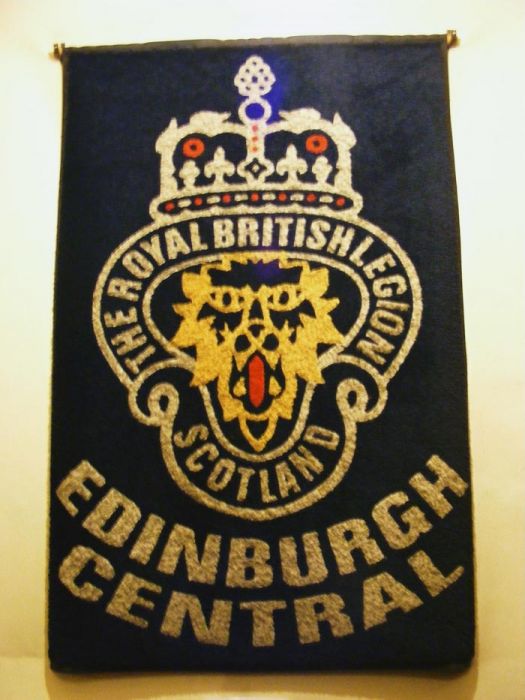 THE ROYAL BRITISH LEGION
SCOTLAND
EDINBURGH
CENTRAL